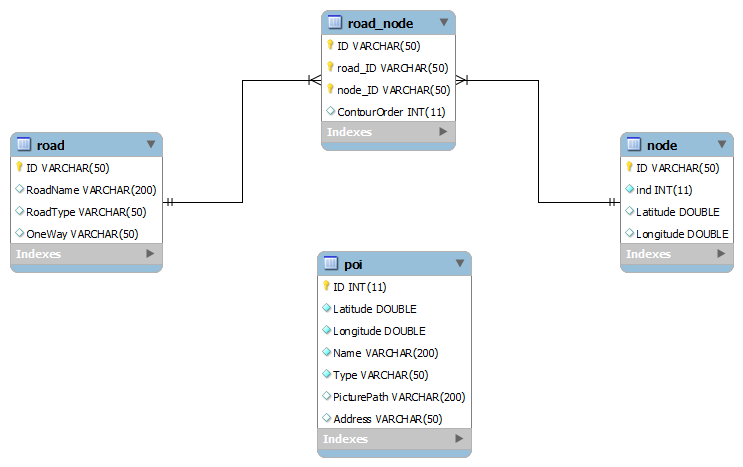 road_node
ID VARCHAR(50)
road_ID VARCHAR(50)
node_ID VARCHAR(50)
ContourOrder INT(11)
Indexes
road
ID VARCHAR(50)
RoadName VARCHAR(200)
RoadType VARCHAR(50)
OneWay VARCHAR(50)
Indexes
node
ID VARCHAR(50)
ind INT(11)
Latitude DOUBLE
Longitude DOUBLE
Indexes
poi
ID INT(11)
Latitude DOUBLE
Longitude DOUBLE
Name VARCHAR(200)
Type VARCHAR(50)
PicturePath VARCHAR(200)
Address VARCHAR(50)
Indexes